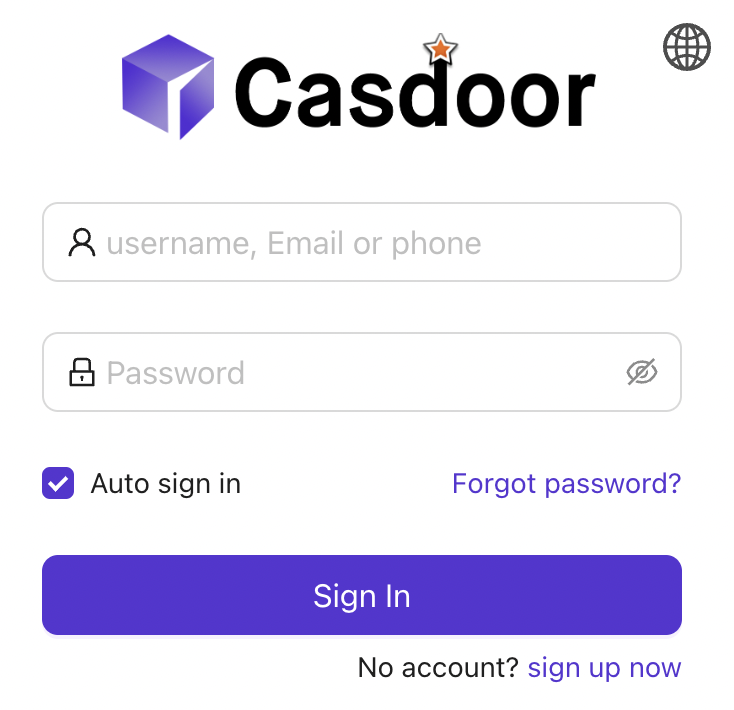 Casdoor
username, Email or phone
Password
Auto sign in Forgot password?
Sign In
No account? sign up now